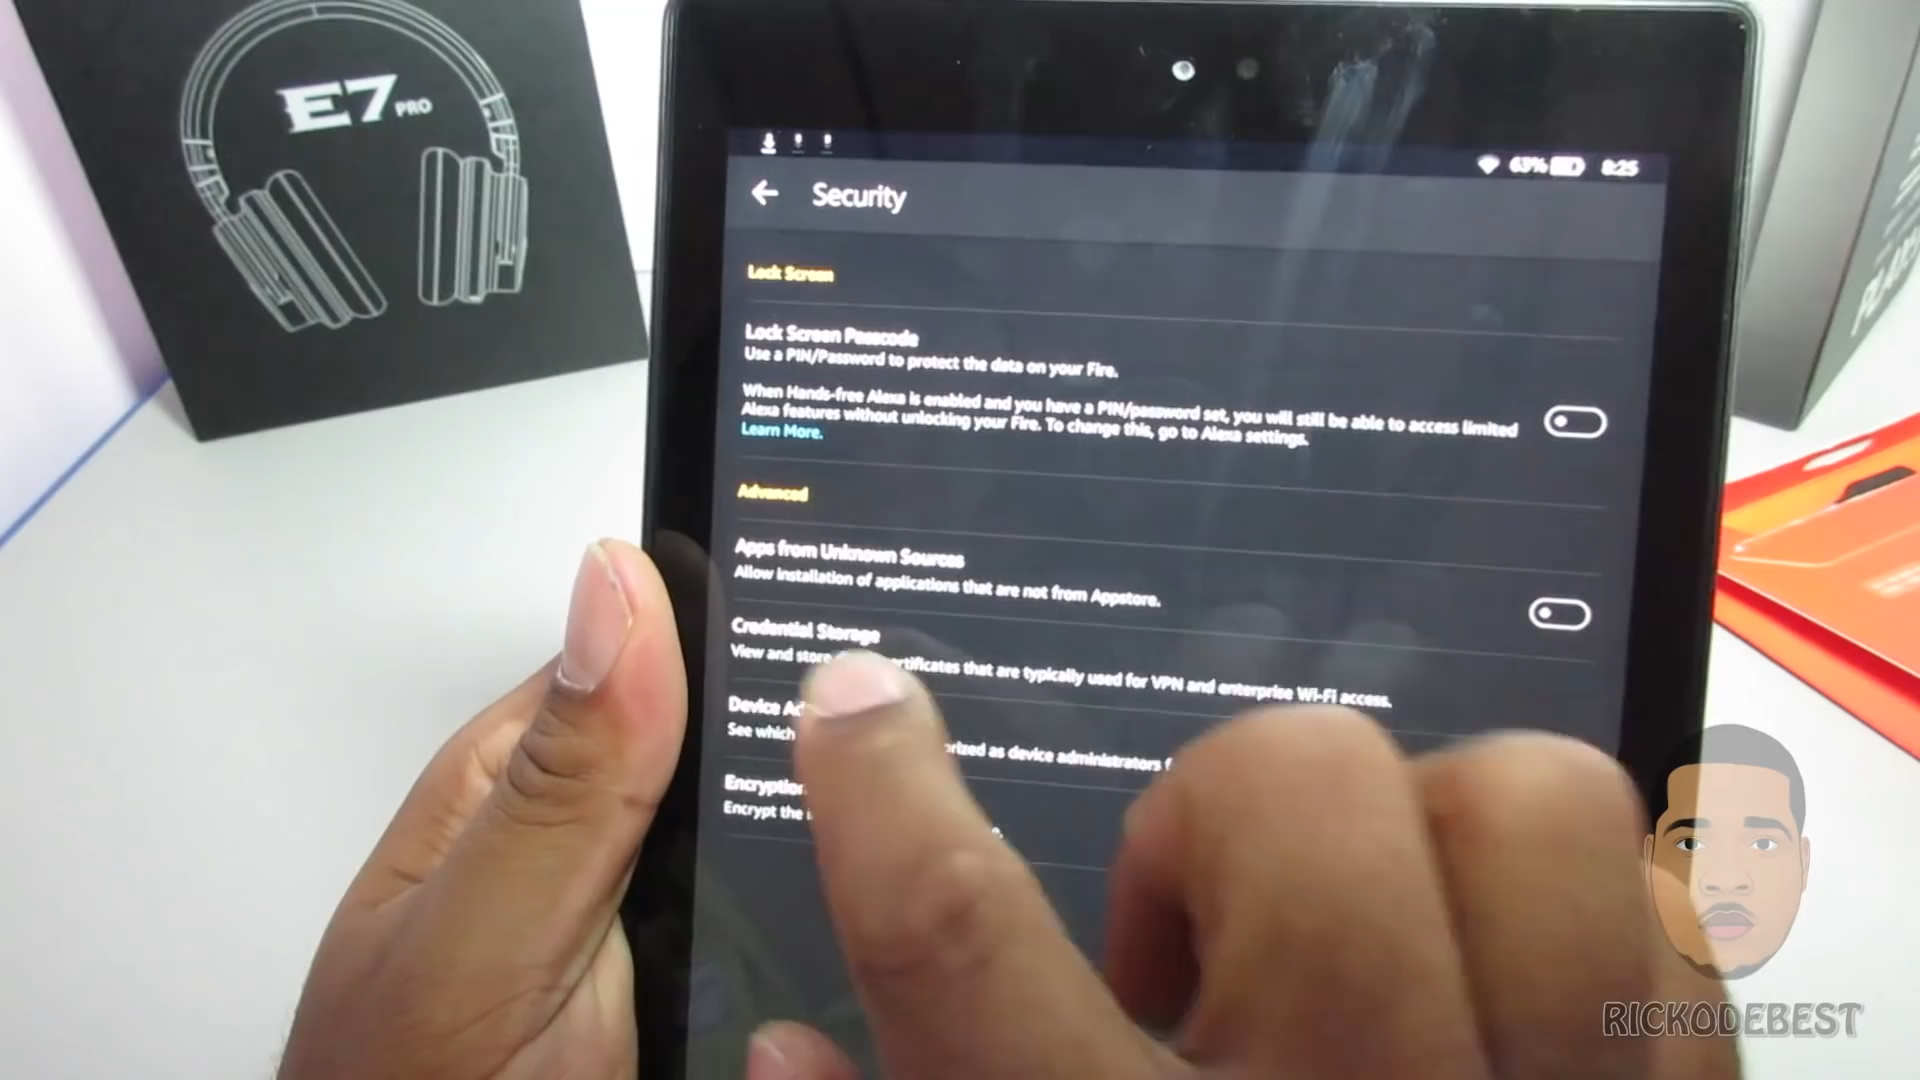 E7 PRO
63% 8:25
Security
Lock Screen
Lock Screen Passcode
Use a PIN/Password to protect the data on your Fire.
When Hands-free Alexa is enabled and you have a PIN/password set, you will still be able to access limited
Alexa features without unlocking your Fire. To change this, go to Alexa settings.
Learn More.
Advanced
Apps from Unknown Sources
Allow installation of applications that are not from Appstore.
Credential Storage
View and store certificates that are typically used for VPN and enterprise Wi-Fi access.
Device
See which as device administrators
Encryption
Encrypt the
RICKODEBEST